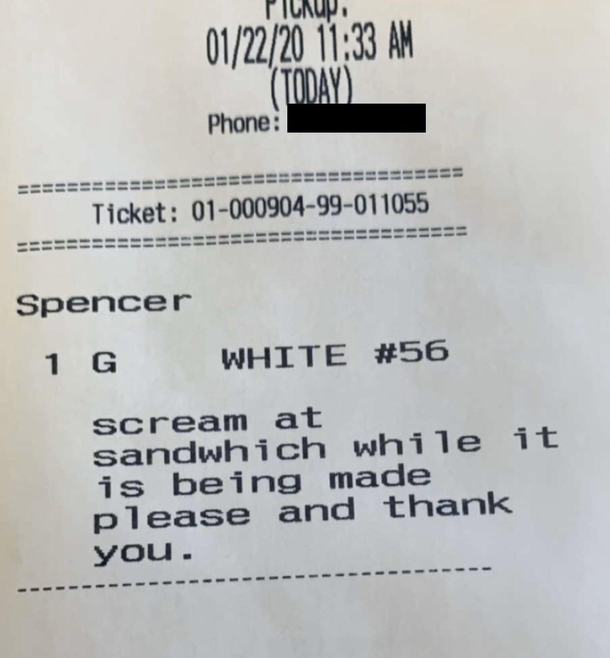 Pickup:
01/22/20 11:33 AM
(TODAY)
Phone:
==================================
Ticket: 01-000904-99-011055
==================================
Spencer
1 G WHITE #56
scream at
sandwhich while it
is being made
please and thank
you.
----------------------------------------